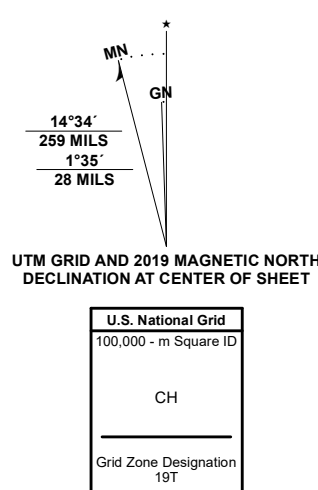 MN
GN
14°34´
259 MILS
1°35´
28 MILS
UTM GRID AND 2019 MAGNETIC NORTH
DECLINATION AT CENTER OF SHEET
U.S. National Grid
100,000 - m Square ID
CH
Grid Zone Designation
19T